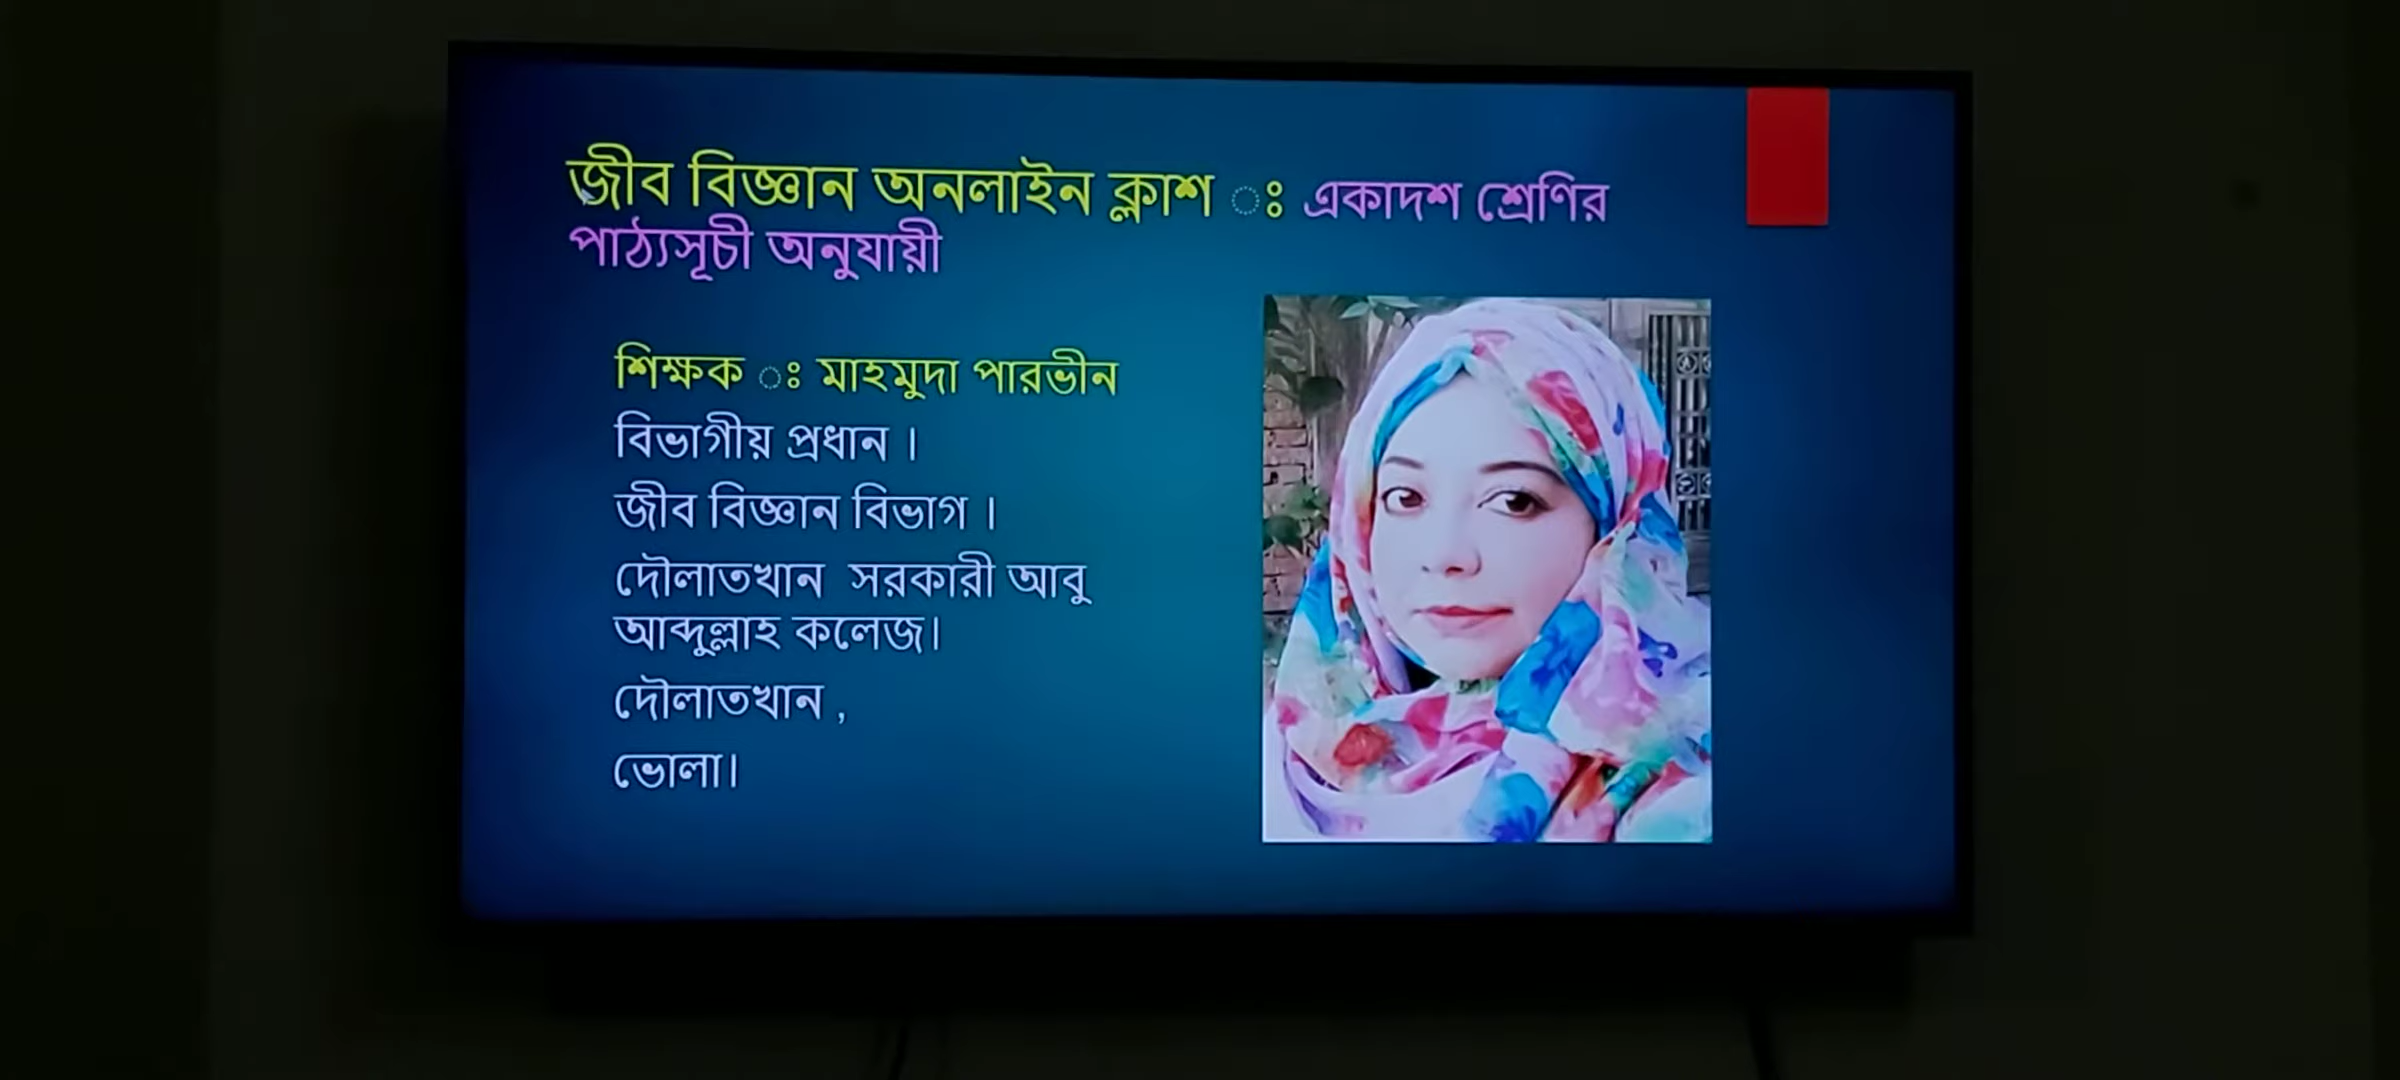 জীব বিজ্ঞান অনলাইন ক্লাশ ঃ একাদশ শ্রেণির
পাঠ্যসূচী অনুযায়ী
শিক্ষক ঃ মাহমুদা পারভীন
বিভাগীয় প্রধান ।
জীব বিজ্ঞান বিভাগ ।
দৌলাতখান সরকারী আবু
আব্দুল্লাহ কলেজ।
দৌলাতখান ,
ভোলা।